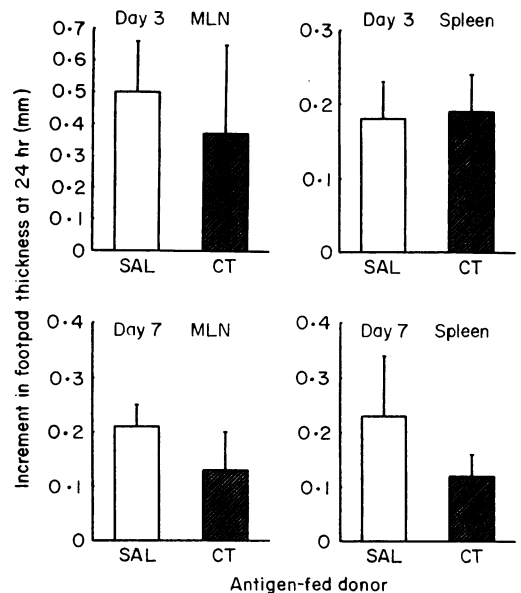 Increment in footpad thickness at 24 hr (mm)
Day 3 MLN
0·7
0·6
0·5
0·4
0·3
0·2
0·1
0
SAL CT
Day 3 Spleen
0·3
0·2
0·1
0
SAL CT
Day 7 MLN
0·4
0·3
0·2
0·1
0
SAL CT
Day 7 Spleen
0·4
0·3
0·2
0·1
0
SAL CT
Antigen-fed donor